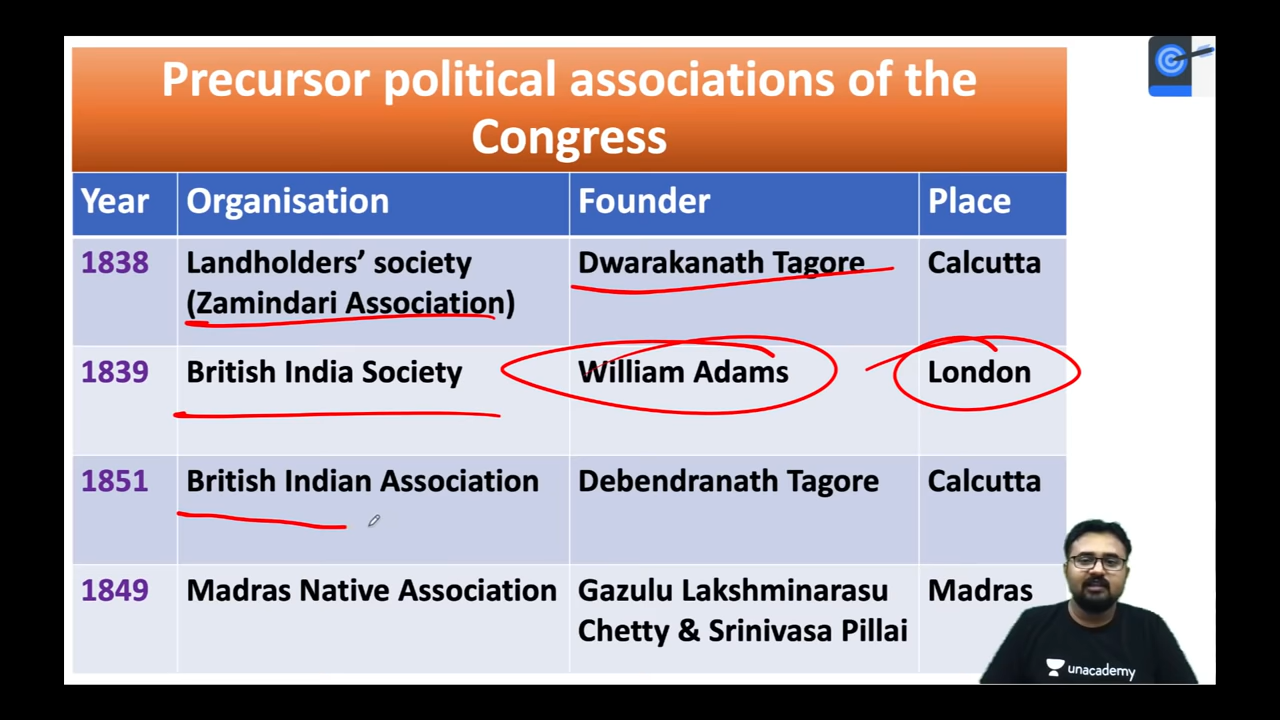 Precursor political associations of the
Congress
Year Organisation Founder Place
1838 Landholders’ society Dwarakanath Tagore Calcutta
(Zamindari Association)
1839 British India Society William Adams London
1851 British Indian Association Debendranath Tagore Calcutta
1849 Madras Native Association Gazulu Lakshminarasu Madras
Chetty & Srinivasa Pillai
unacademy